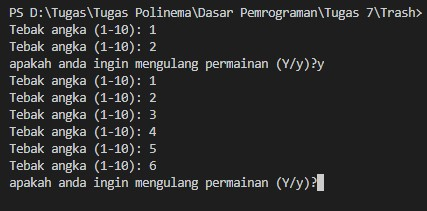 PS D:\Tugas\Tugas Polinema\Dasar Pemrograman\Tugas 7\Trash>
Tebak angka (1-10): 1
Tebak angka (1-10): 2
apakah anda ingin mengulang permainan (Y/y)?y
Tebak angka (1-10): 1
Tebak angka (1-10): 2
Tebak angka (1-10): 3
Tebak angka (1-10): 4
Tebak angka (1-10): 5
Tebak angka (1-10): 6
apakah anda ingin mengulang permainan (Y/y)?